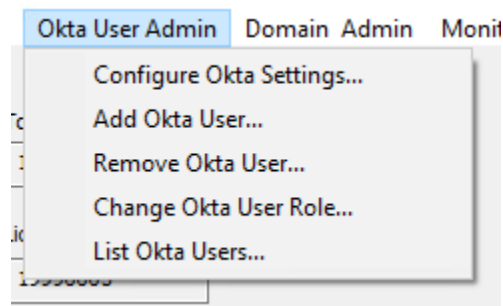 Okta User Admin Domain Admin Monit
Configure Okta Settings...
Add Okta User...
Remove Okta User...
Change Okta User Role...
List Okta Users...